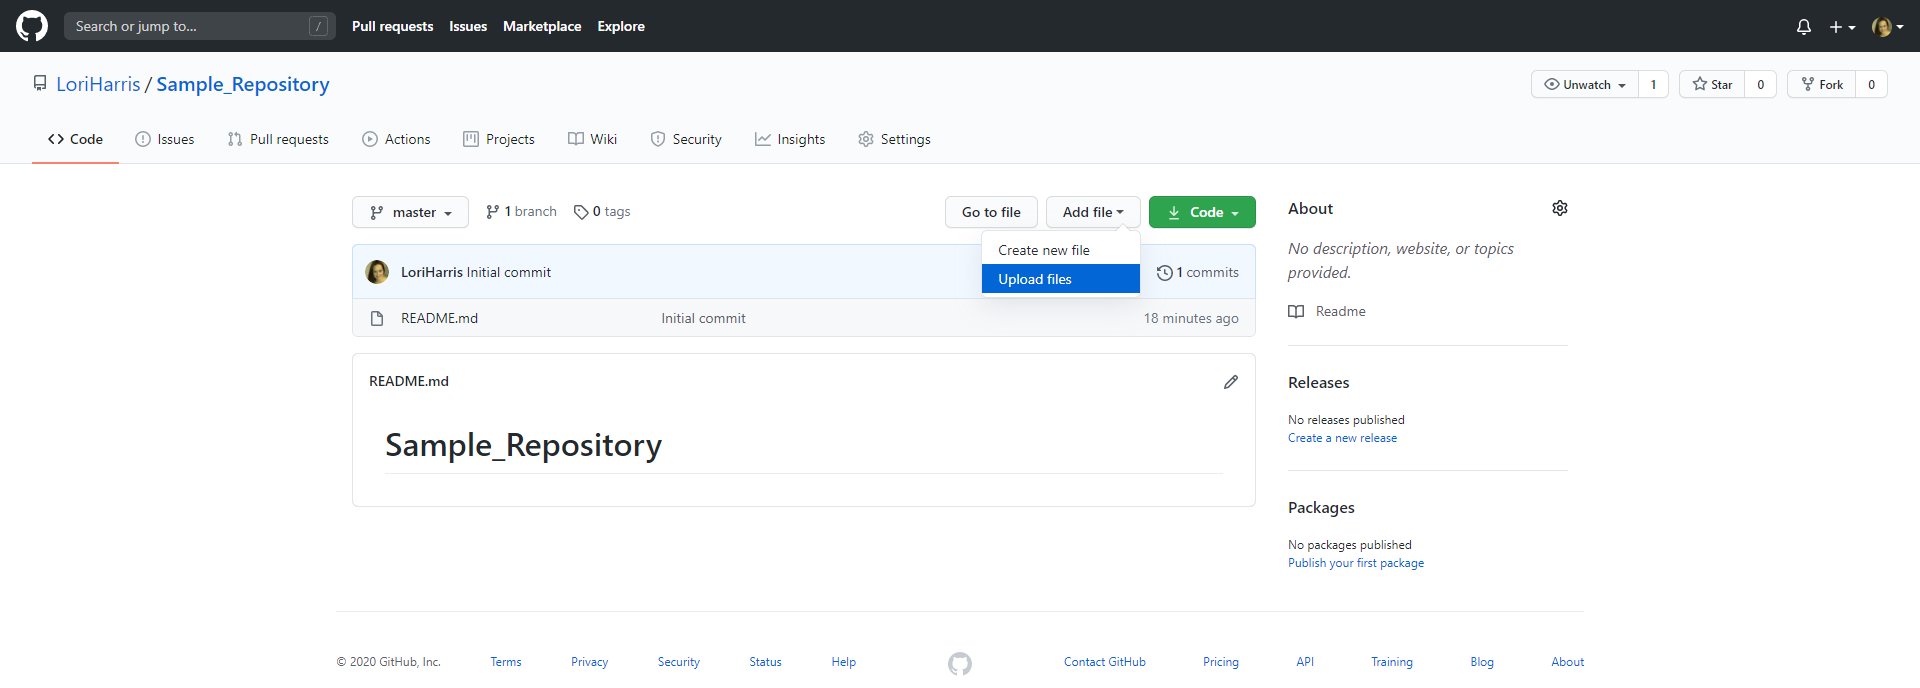 Search or jump to... / Pull requests Issues Marketplace Explore
LoriHarris / Sample_Repository Unwatch 1 Star 0 Fork 0
Code Issues Pull requests Actions Projects Wiki Security Insights Settings
master 1 branch 0 tags Go to file Add file Code
Create new file
Upload files
LoriHarris Initial commit 1 commits
README.md Initial commit 18 minutes ago
README.md
Sample_Repository
About
No description, website, or topics
provided.
Readme
Releases
No releases published
Create a new release
Packages
No packages published
Publish your first package
© 2020 GitHub, Inc. Terms Privacy Security Status Help Contact GitHub Pricing API Training Blog About